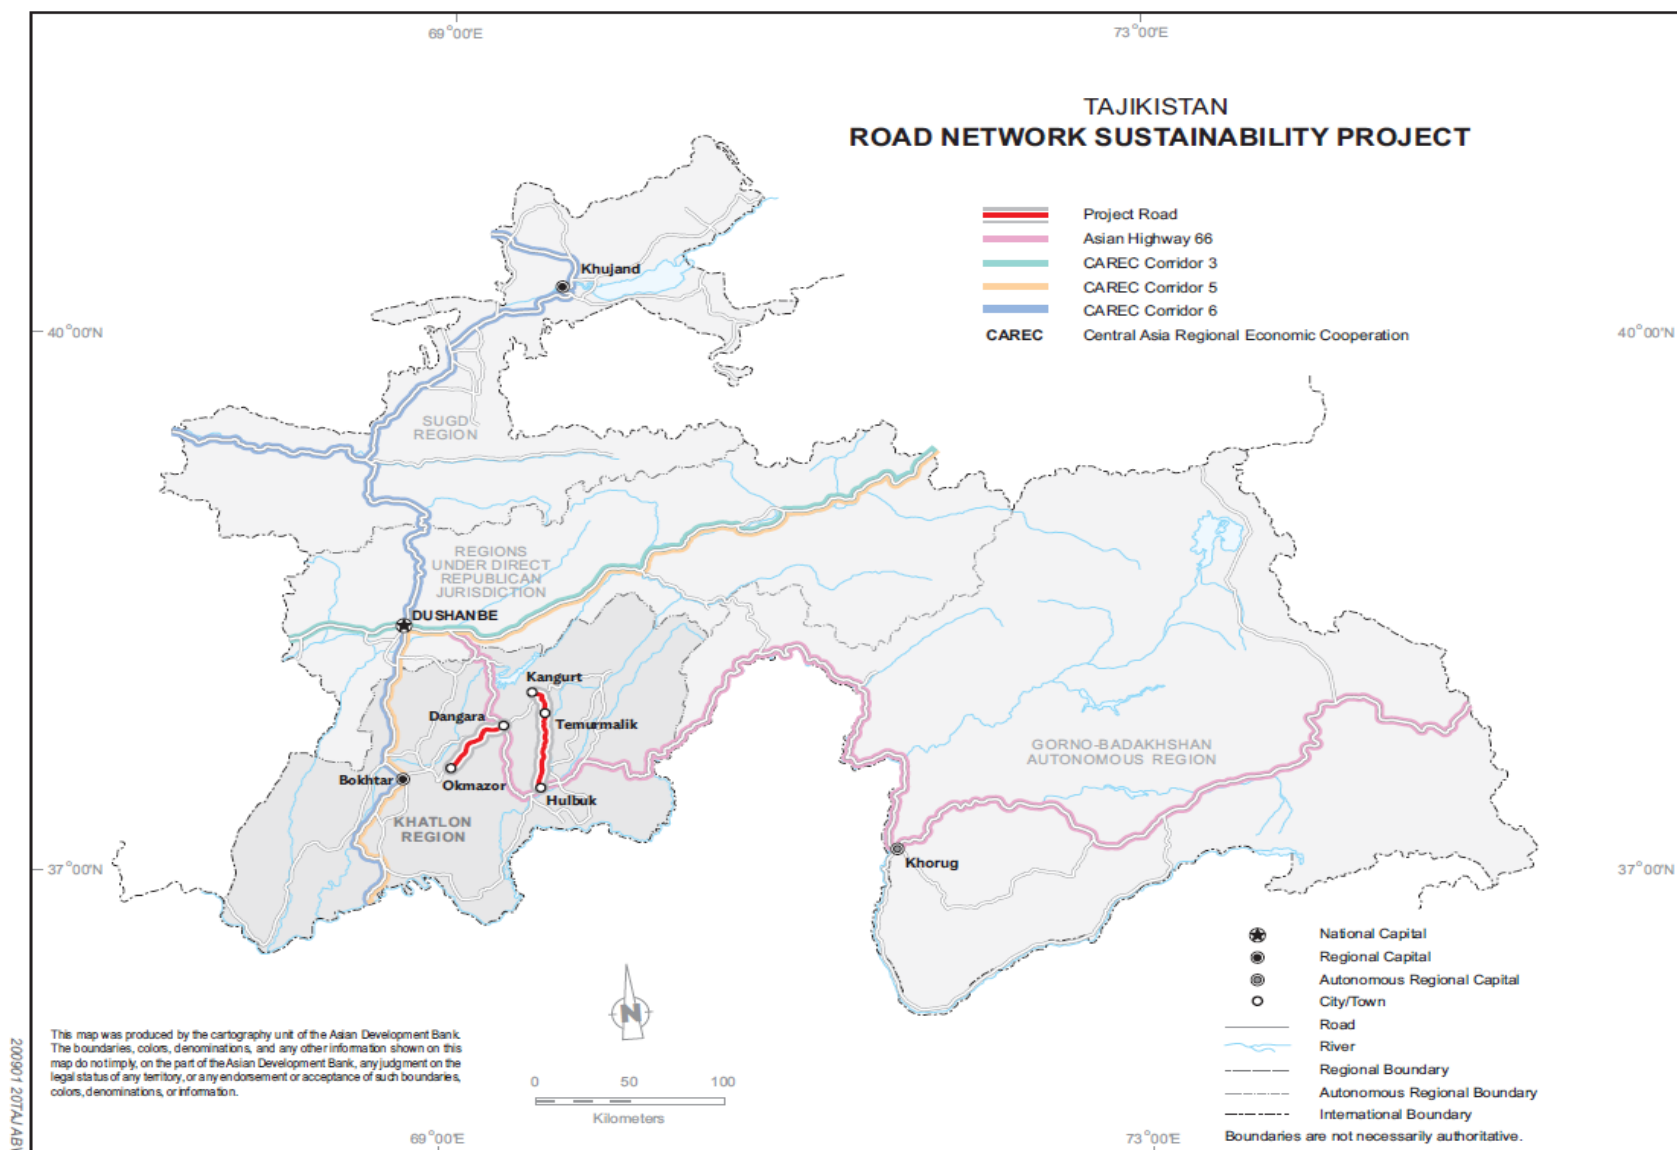 69°00'E
73°00'E
TAJIKISTAN
ROAD NETWORK SUSTAINABILITY PROJECT
Project Road
Asian Highway 66
CAREC Corridor 3
CAREC Corridor 5
CAREC Corridor 6
CAREC Central Asia Regional Economic Cooperation
Khujand
40°00'N
40°00'N
SUGD
REGION
REGIONS
UNDER DIRECT
REPUBLICAN
JURISDICTION
DUSHANBE
Kangurt
Dangara
Temurmalik
GORNO-BADAKHSHAN
AUTONOMOUS REGION
Bokhtar
Okmazor
Hulbuk
KHATLON
REGION
Khorug
37°00'N
37°00'N
National Capital
Regional Capital
Autonomous Regional Capital
City/Town
Road
River
Regional Boundary
Autonomous Regional Boundary
International Boundary
Boundaries are not necessarily authoritative.
N
This map was produced by the cartography unit of the Asian Development Bank.
The boundaries, colors, denominations, and any other information shown on this
map do not imply, on the part of the Asian Development Bank, any judgment on the
legal status of any territory, or any endorsement or acceptance of such boundaries,
colors, denominations, or information.
0 50 100
Kilometers
69°00'E
73°00'E
200901 20TAJ AB